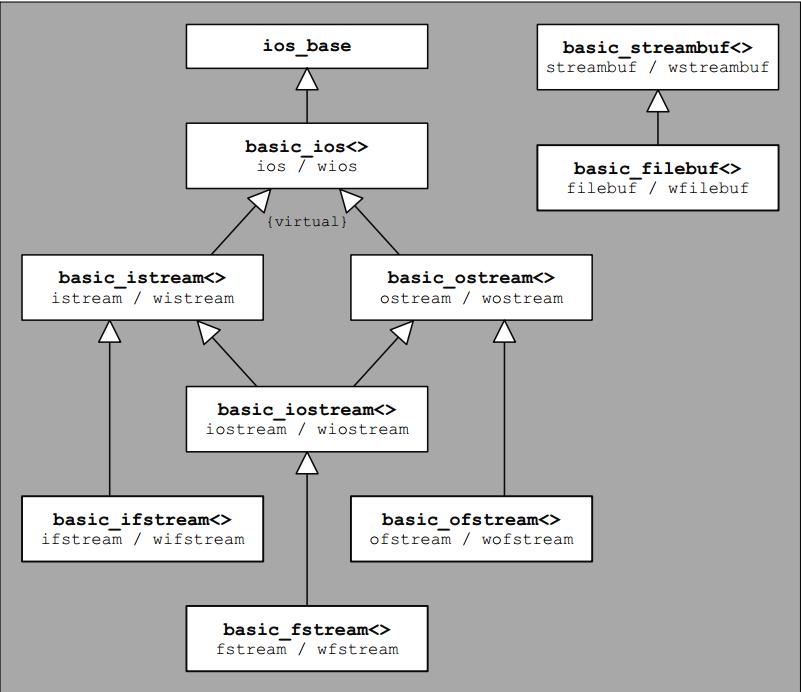 ios_base
basic_streambuf<>
streambuf / wstreambuf
basic_ios<>
ios / wios
basic_filebuf<>
filebuf / wfilebuf
{virtual}
basic_istream<>
istream / wistream
basic_ostream<>
ostream / wostream
basic_iostream<>
iostream / wiostream
basic_ifstream<>
ifstream / wifstream
basic_ofstream<>
ofstream / wofstream
basic_fstream<>
fstream / wfstream